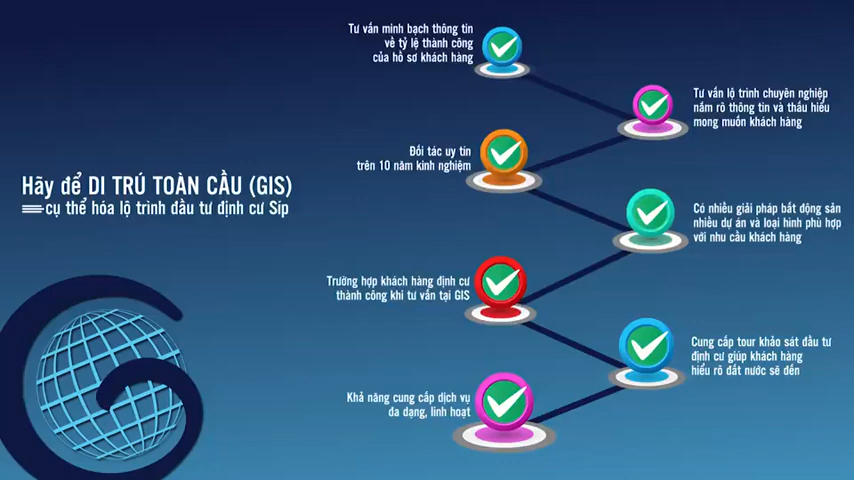 Hãy để DI TRÚ TOÀN CẦU (GIS)
cụ thể hóa lộ trình đầu tư định cư Síp
Tư vấn minh bạch thông tin
về tỷ lệ thành công
của hồ sơ khách hàng
Tư vấn lộ trình chuyên nghiệp
nắm rõ thông tin và thấu hiểu
mong muốn khách hàng
Đối tác uy tín
trên 10 năm kinh nghiệm
Có nhiều giải pháp bất động sản
nhiều dự án và loại hình phù hợp
với nhu cầu khách hàng
Trường hợp khách hàng định cư
thành công khi tư vấn tại GIS
Cung cấp tour khảo sát đầu tư
định cư giúp khách hàng
hiểu rõ đất nước sẽ đến
Khả năng cung cấp dịch vụ
đa dạng, linh hoạt